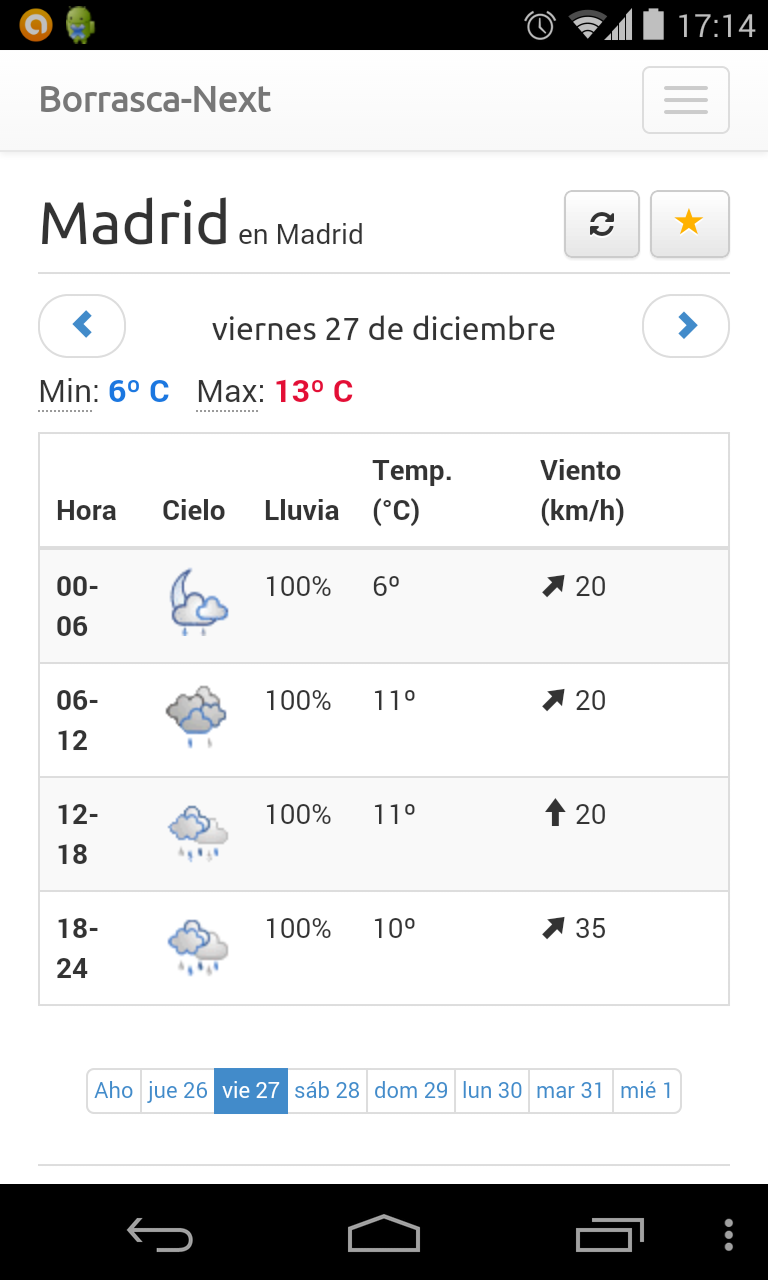 17:14
Borrasca-Next
Madrid en Madrid
viernes 27 de diciembre
Min: 6º C Max: 13º C
Hora Cielo Lluvia Temp. (°C) Viento (km/h)
00-06 100% 6º 20
06-12 100% 11º 20
12-18 100% 11º 20
18-24 100% 10º 35
Aho jue 26 vie 27 sáb 28 dom 29 lun 30 mar 31 mié 1